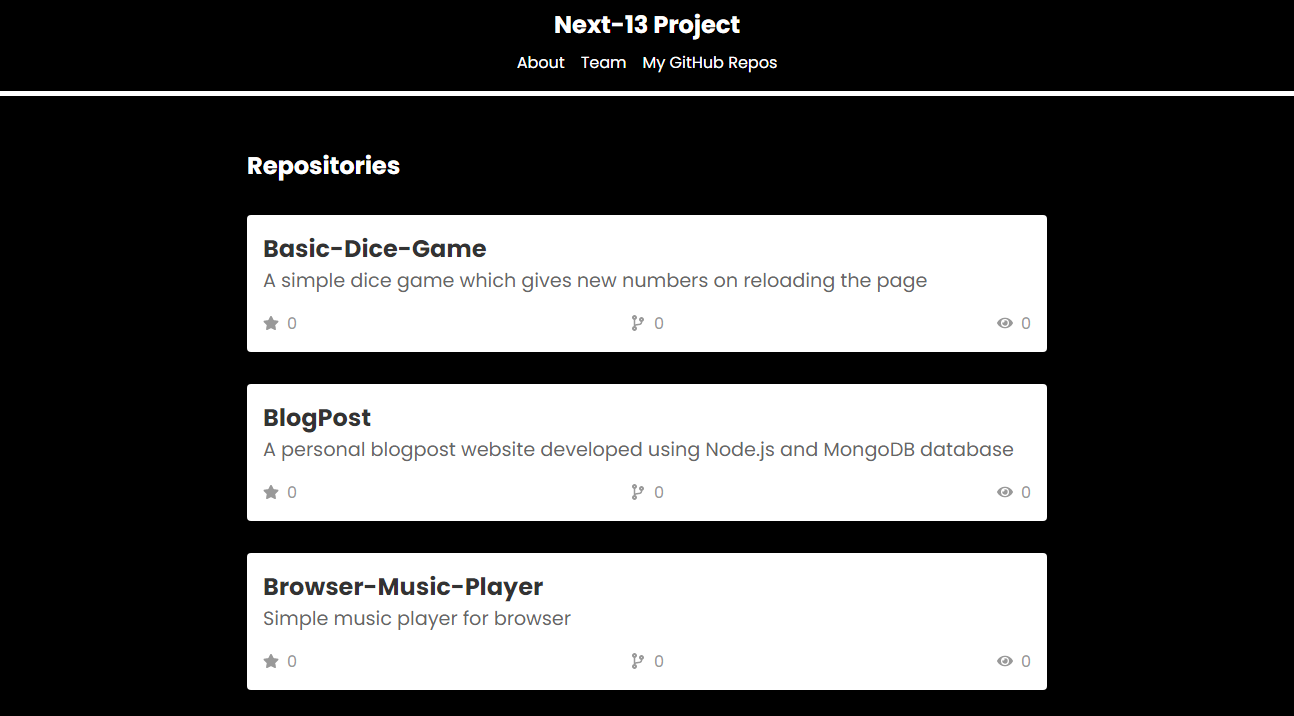 Next-13 Project
About Team My GitHub Repos
Repositories
Basic-Dice-Game
A simple dice game which gives new numbers on reloading the page
0 0 0
BlogPost
A personal blogpost website developed using Node.js and MongoDB database
0 0 0
Browser-Music-Player
Simple music player for browser
0 0 0